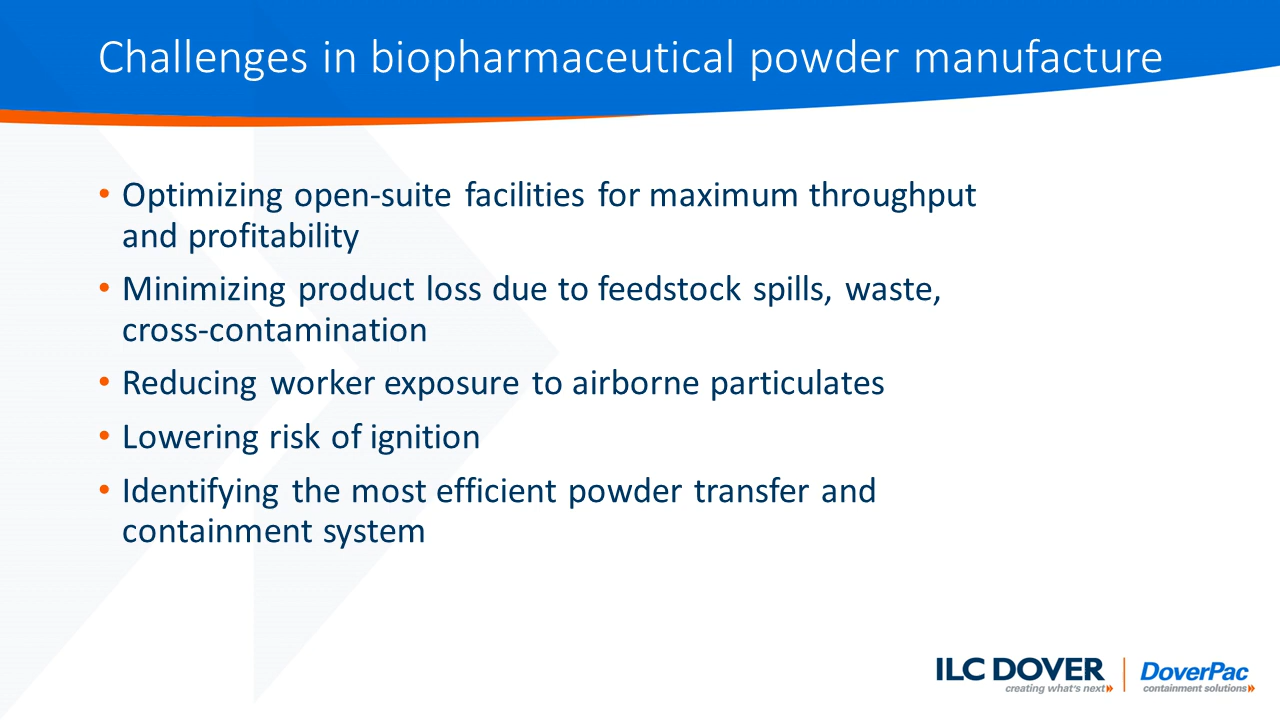 Challenges in biopharmaceutical powder manufacture
• Optimizing open-suite facilities for maximum throughput
and profitability
• Minimizing product loss due to feedstock spills, waste,
cross-contamination
• Reducing worker exposure to airborne particulates
• Lowering risk of ignition
• Identifying the most efficient powder transfer and
containment system
ILC DOVER
creating what's next
DoverPac
containment solutions